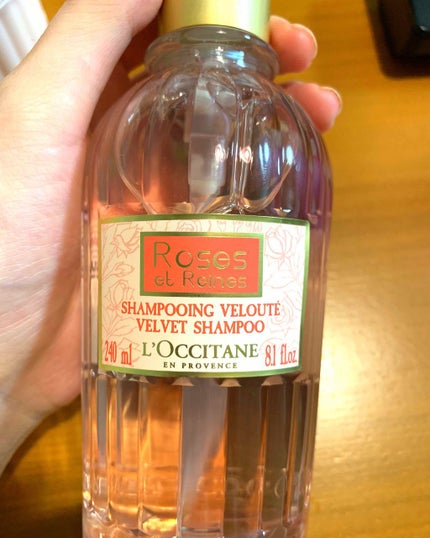 Roses
et Reines
SHAMPOOING VELOUTÉ
VELVET SHAMPOO
240 ml L'OCCITANE 8.1 fl.oz.
EN PROVENCE